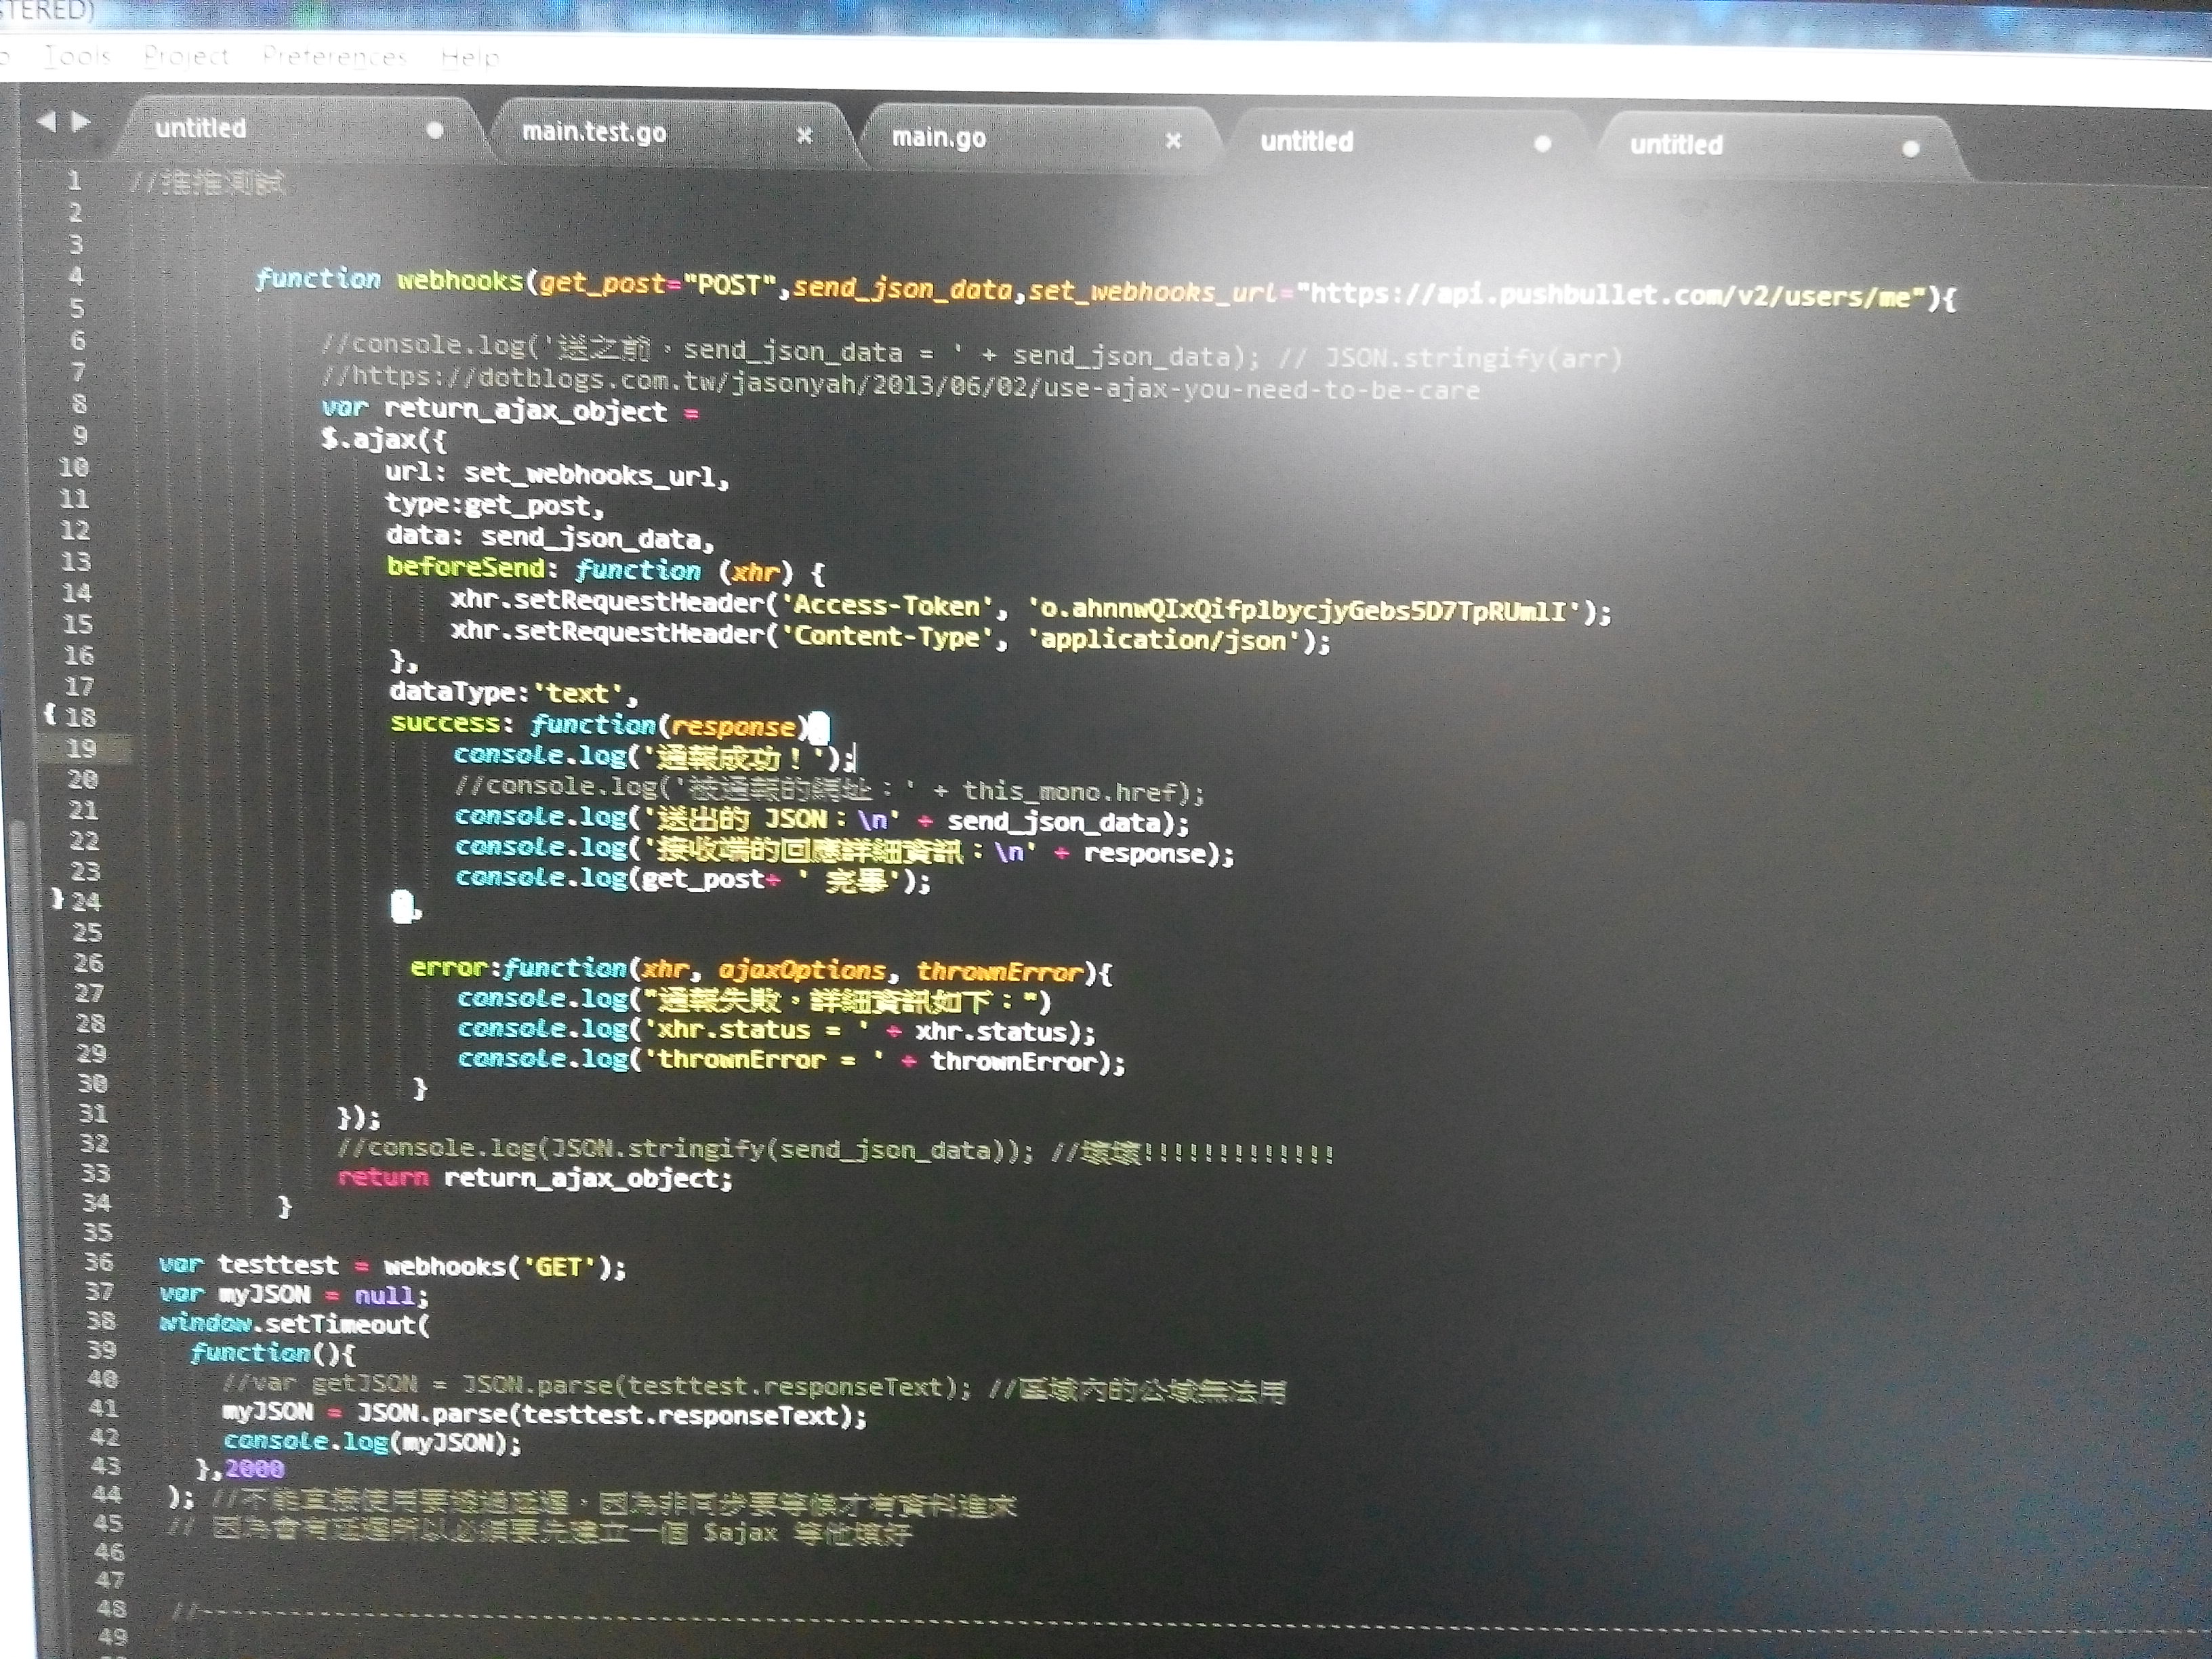 STERED)
Tools Project Preferences Help
untitled main.test.go main.go untitled untitled
1 //推推測試
2
3
4 function webhooks(get_post="POST",send_json_data,set_webhooks_url="https://api.pushbullet.com/v2/users/me"){
5
6 //console.log('送之前,send_json_data = ' + send_json_data); // JSON.stringify(arr)
7 //https://dotblogs.com.tw/jasonyah/2013/06/02/use-ajax-you-need-to-be-care
8 var return_ajax_object =
9 $.ajax({
10 url: set_webhooks_url,
11 type:get_post,
12 data: send_json_data,
13 beforeSend: function (xhr) {
14 xhr.setRequestHeader('Access-Token', 'o.ahnnwQIxQifp1bycjyGebs5D7TpRUmlI');
15 xhr.setRequestHeader('Content-Type', 'application/json');
16 },
17 dataType:'text',
{ 18 success: function(response){
19 console.log('通報成功!');
20 //console.log('被通報的網址:' + this_mono.href);
21 console.log('送出的 JSON:\n' + send_json_data);
22 console.log('接收端的回應詳細資訊:\n' + response);
23 console.log(get_post+ ' 完畢');
} 24 },
25
26 error:function(xhr, ajaxOptions, thrownError){
27 console.log("通報失敗,詳細資訊如下:")
28 console.log('xhr.status = ' + xhr.status);
29 console.log('thrownError = ' + thrownError);
30 }
31 });
32 //console.log(JSON.stringify(send_json_data)); //壞壞!!!!!!!!!!!!!
33 return return_ajax_object;
34 }
35
36 var testtest = webhooks('GET');
37 var myJSON = null;
38 window.setTimeout(
39 function(){
40 //var getJSON = JSON.parse(testtest.responseText); //區域內的公域無法用
41 myJSON = JSON.parse(testtest.responseText);
42 console.log(myJSON);
43 },2000
44 ); //不能直接使用要透過延遲,因為非同步要等候才有資料進來
45 // 因為會有延遲所以必須要先建立一個 $ajax 等他填好
46
47
48 //--------------------------------------------------------------------------------
49